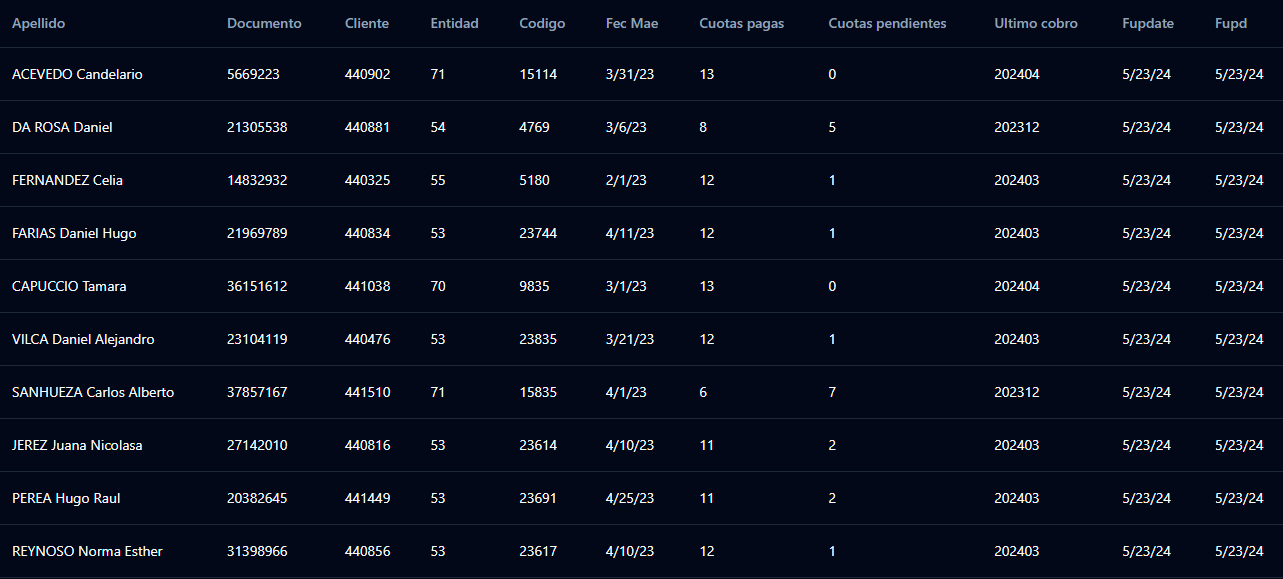 Apellido Documento Cliente Entidad Codigo Fec Mae Cuotas pagas Cuotas pendientes Ultimo cobro Fupdate Fupd
ACEVEDO Candelario 5669223 440902 71 15114 3/31/23 13 0 202404 5/23/24 5/23/24
DA ROSA Daniel 21305538 440881 54 4769 3/6/23 8 5 202312 5/23/24 5/23/24
FERNANDEZ Celia 14832932 440325 55 5180 2/1/23 12 1 202403 5/23/24 5/23/24
FARIAS Daniel Hugo 21969789 440834 53 23744 4/11/23 12 1 202403 5/23/24 5/23/24
CAPUCCIO Tamara 36151612 441038 70 9835 3/1/23 13 0 202404 5/23/24 5/23/24
VILCA Daniel Alejandro 23104119 440476 53 23835 3/21/23 12 1 202403 5/23/24 5/23/24
SANHUEZA Carlos Alberto 37857167 441510 71 15835 4/1/23 6 7 202312 5/23/24 5/23/24
JEREZ Juana Nicolasa 27142010 440816 53 23614 4/10/23 11 2 202403 5/23/24 5/23/24
PEREA Hugo Raul 20382645 441449 53 23691 4/25/23 11 2 202403 5/23/24 5/23/24
REYNOSO Norma Esther 31398966 440856 53 23617 4/10/23 12 1 202403 5/23/24 5/23/24